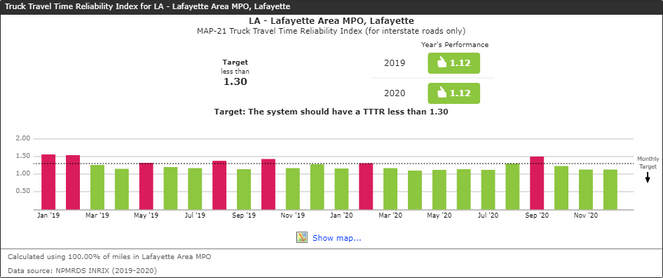 Truck Travel Time Reliability Index for LA - Lafayette Area MPO, Lafayette
LA - Lafayette Area MPO, Lafayette
MAP-21 Truck Travel Time Reliability Index (for interstate roads only)
Year's Performance
Target
less than
1.30
2019 1.12
2020 1.12
Target: The system should have a TTTR less than 1.30
2.00
1.50
1.00
0.50
Monthly
Target
Jan '19 Mar '19 May '19 Jul '19 Sep '19 Nov '19 Jan '20 Mar '20 May '20 Jul '20 Sep '20 Nov '20
Show map...
Calculated using 100.00% of miles in Lafayette Area MPO
Data source: NPMRDS INRIX (2019-2020)